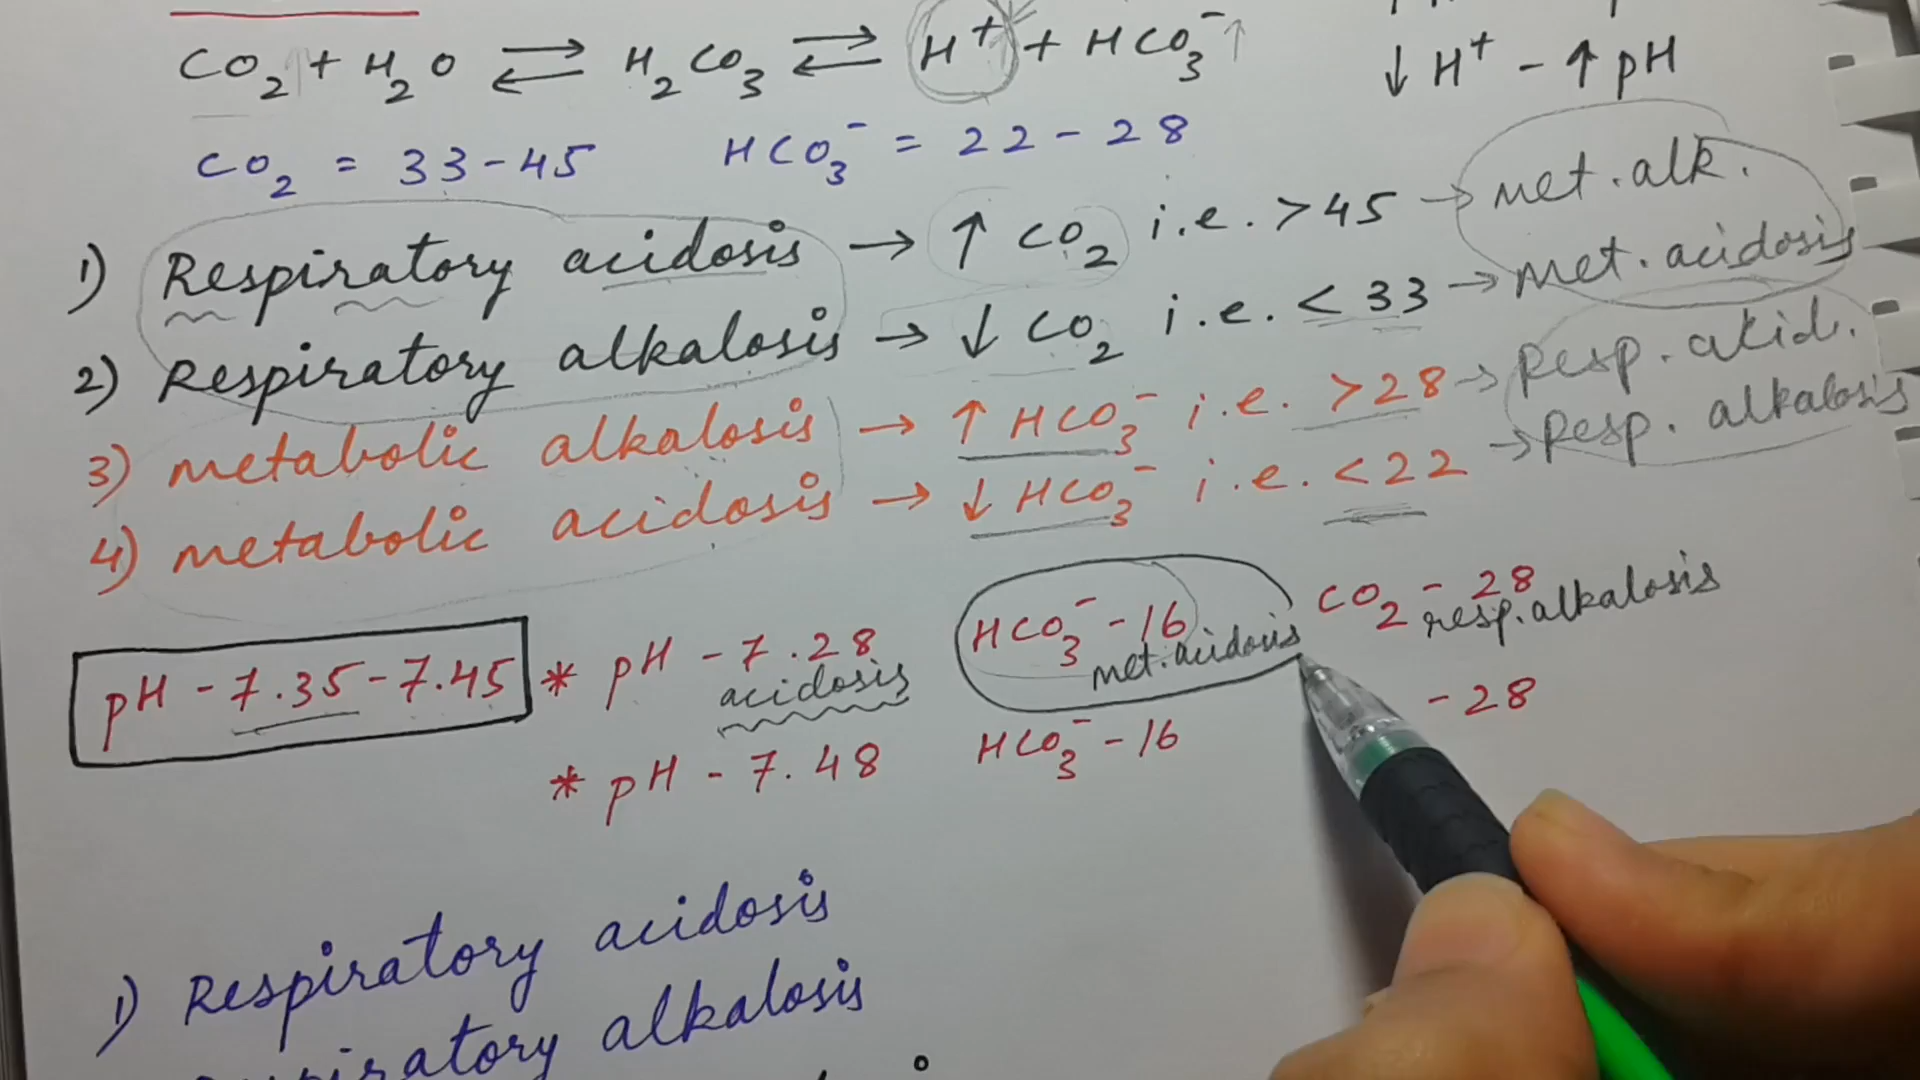 CO₂↑ + H₂O ⇌ H₂CO₃ ⇌ H⁺↑ + HCO₃⁻↑
↓ H⁺ - ↑ pH
CO₂ = 33-45 HCO₃⁻ = 22-28
1) Respiratory acidosis → ↑ CO₂ i.e. >45 → met. alk.
2) Respiratory alkalosis → ↓ CO₂ i.e. < 33 → met. acidosis
3) metabolic alkalosis → ↑ HCO₃⁻ i.e. >28 → Resp. acid.
4) metabolic acidosis → ↓ HCO₃⁻ i.e. <22 → Resp. alkalosis
pH - 7.35-7.45 * pH - 7.28 HCO₃⁻ - 16 CO₂ - 28
acidosis met. acidosis resp. alkalosis
* pH - 7.48 HCO₃⁻ - 16 - 28
1) Respiratory acidosis
alkalosis